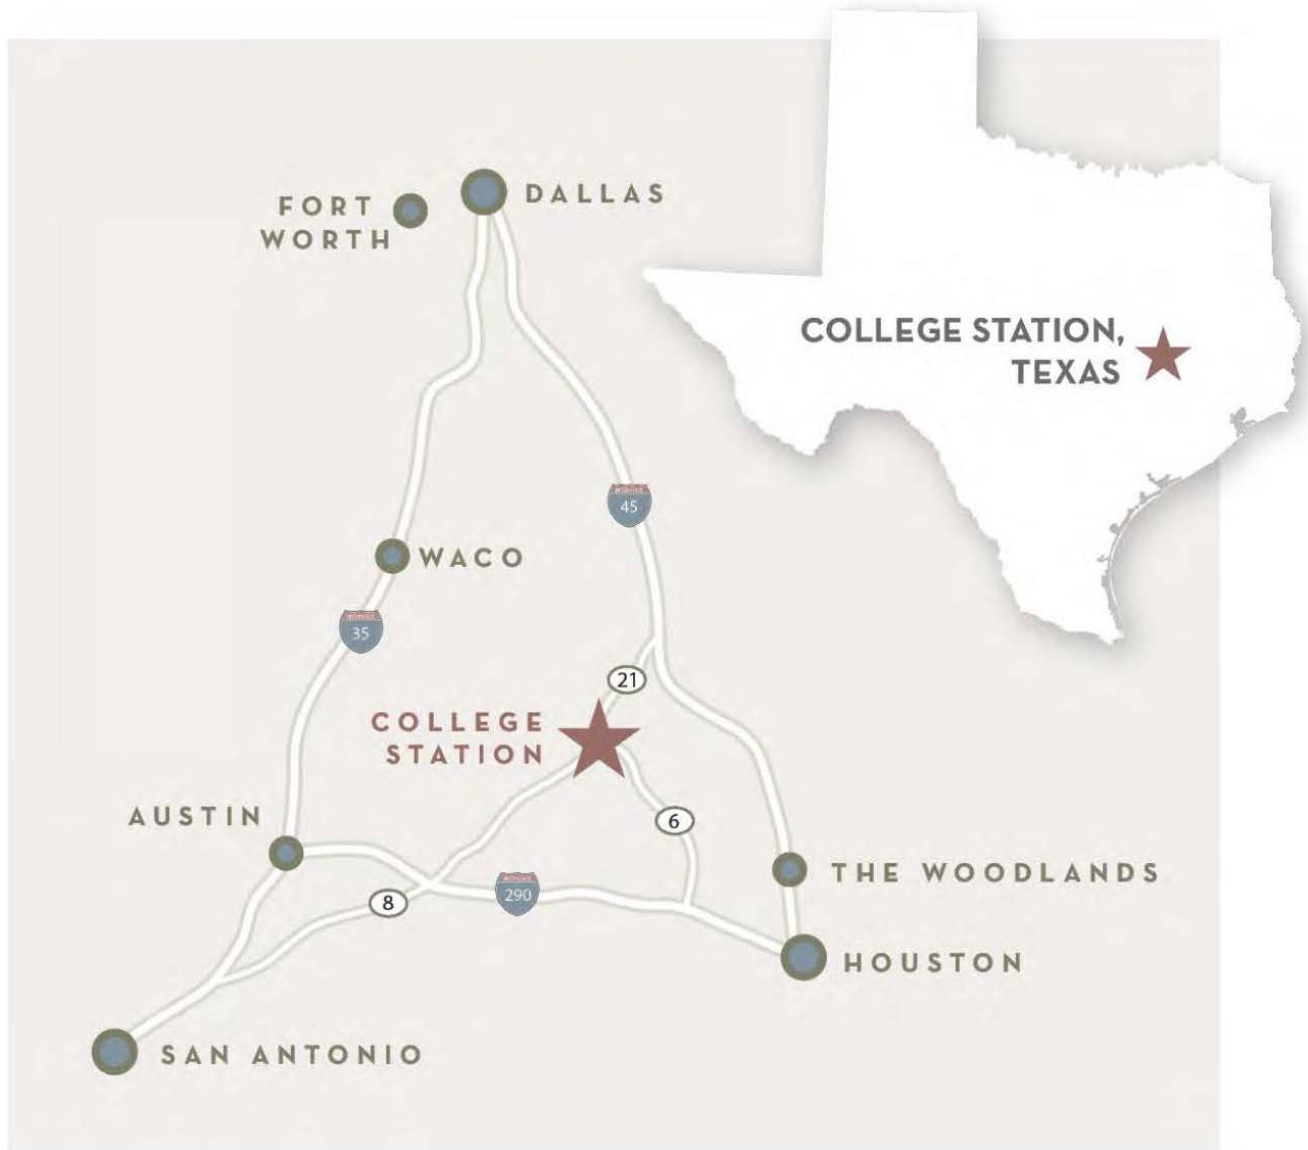 FORT
WORTH
DALLAS
COLLEGE STATION,
TEXAS
45
WACO
35
21
COLLEGE
STATION
AUSTIN
6
THE WOODLANDS
8
290
HOUSTON
SAN ANTONIO